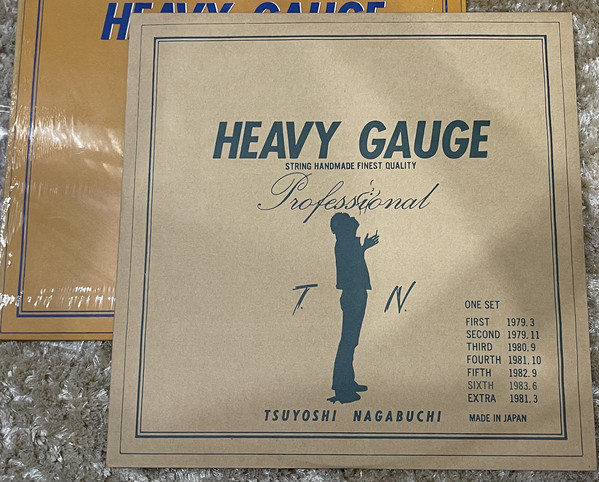 HEAVY GAUGE
HEAVY GAUGE
STRING HANDMADE FINEST QUALITY
Professional
T. N.
ONE SET
FIRST 1979.3
SECOND 1979.11
THIRD 1980.9
FOURTH 1981.10
FIFTH 1982.9
SIXTH 1983.6
EXTRA 1981.3
TSUYOSHI NAGABUCHI
MADE IN JAPAN